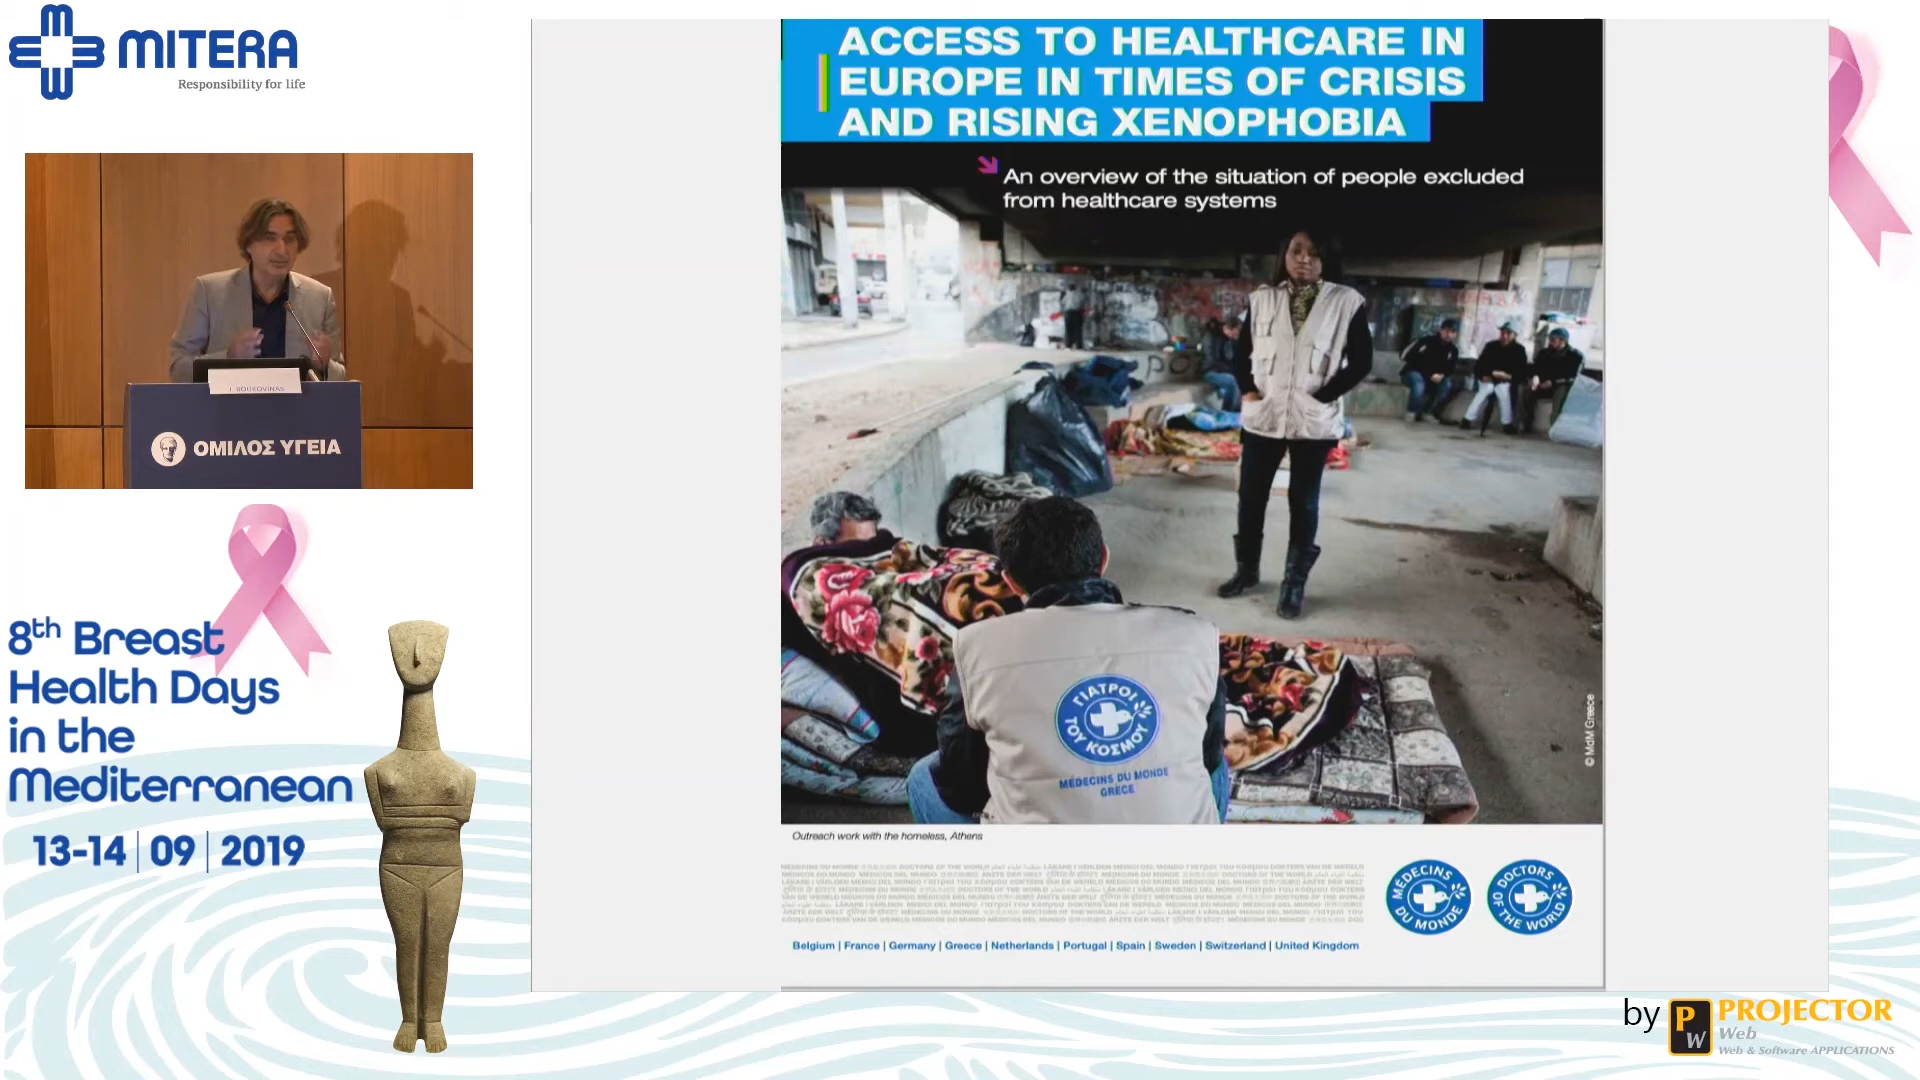 MITERA
Responsibility for life
I. BOUKOVINAS
ΟΜΙΛΟΣ ΥΓΕΙΑ
8th Breast
Health Days
in the
Mediterranean
13-14 | 09 | 2019
ACCESS TO HEALTHCARE IN
EUROPE IN TIMES OF CRISIS
AND RISING XENOPHOBIA
An overview of the situation of people excluded
from healthcare systems
ΓΙΑΤΡΟΙ
ΤΟΥ ΚΟΣΜΟΥ
MÉDECINS DU MONDE
GRECE
© MdM Greece
Outreach work with the homeless, Athens
MÉDECINS
DU MONDE
DOCTORS
OF THE WORLD
Belgium | France | Germany | Greece | Netherlands | Portugal | Spain | Sweden | Switzerland | United Kingdom
by PW PROJECTOR
Web
Web & Software APPLICATIONS